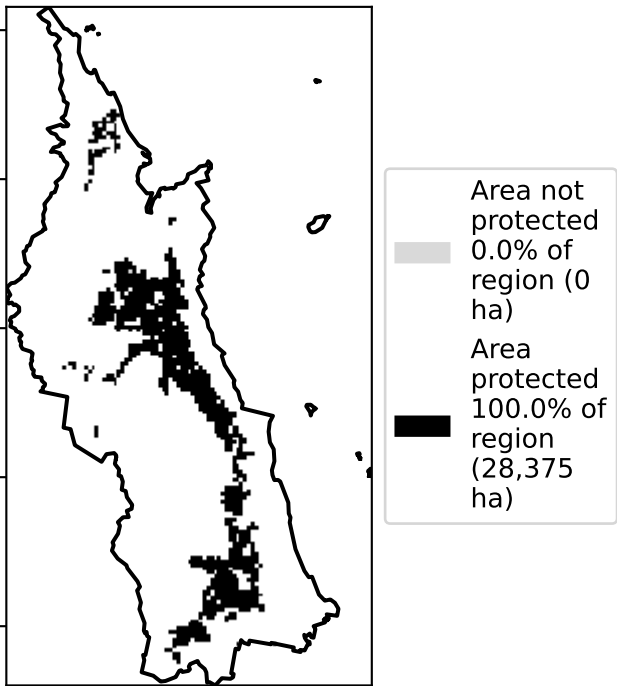 Area not
protected
0.0% of
region (0
ha)
Area
protected
100.0% of
region
(28,375
ha)